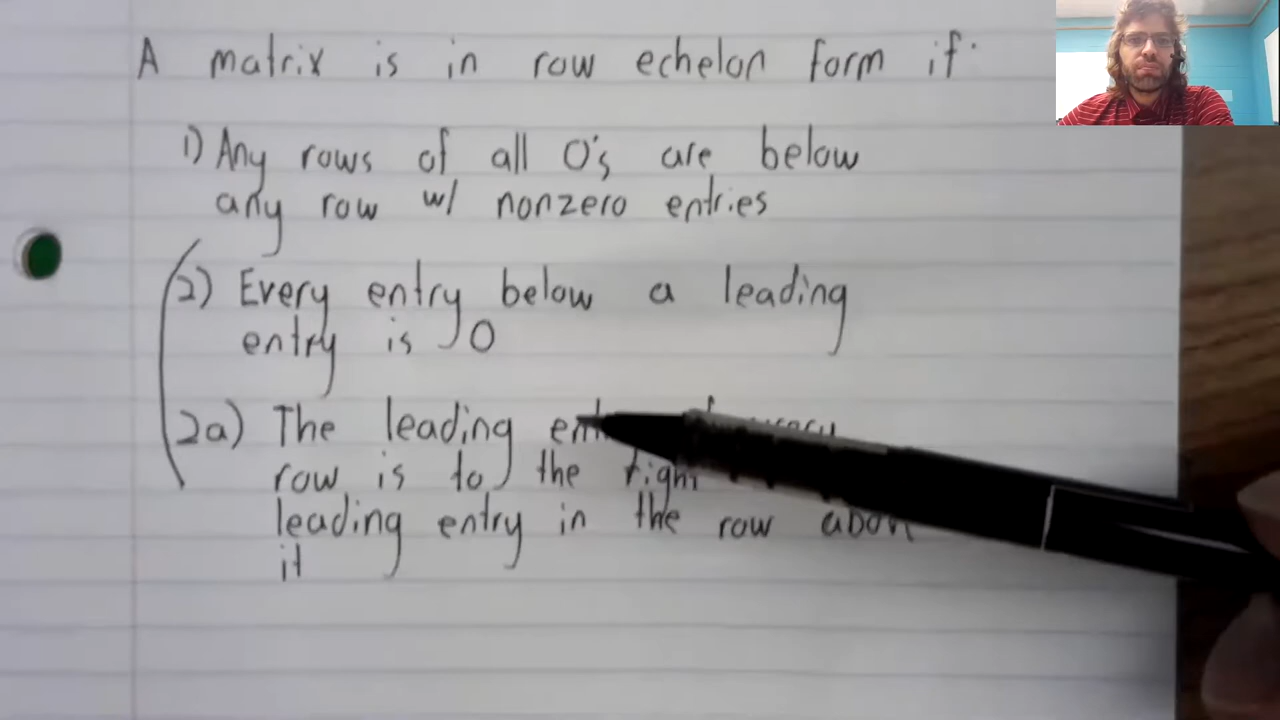 A matrix is in row echelon form if:
1) Any rows of all 0's are below
any row w/ nonzero entries
2) Every entry below a leading
entry is 0
2a) The leading
row is to the
leading entry in the row
it